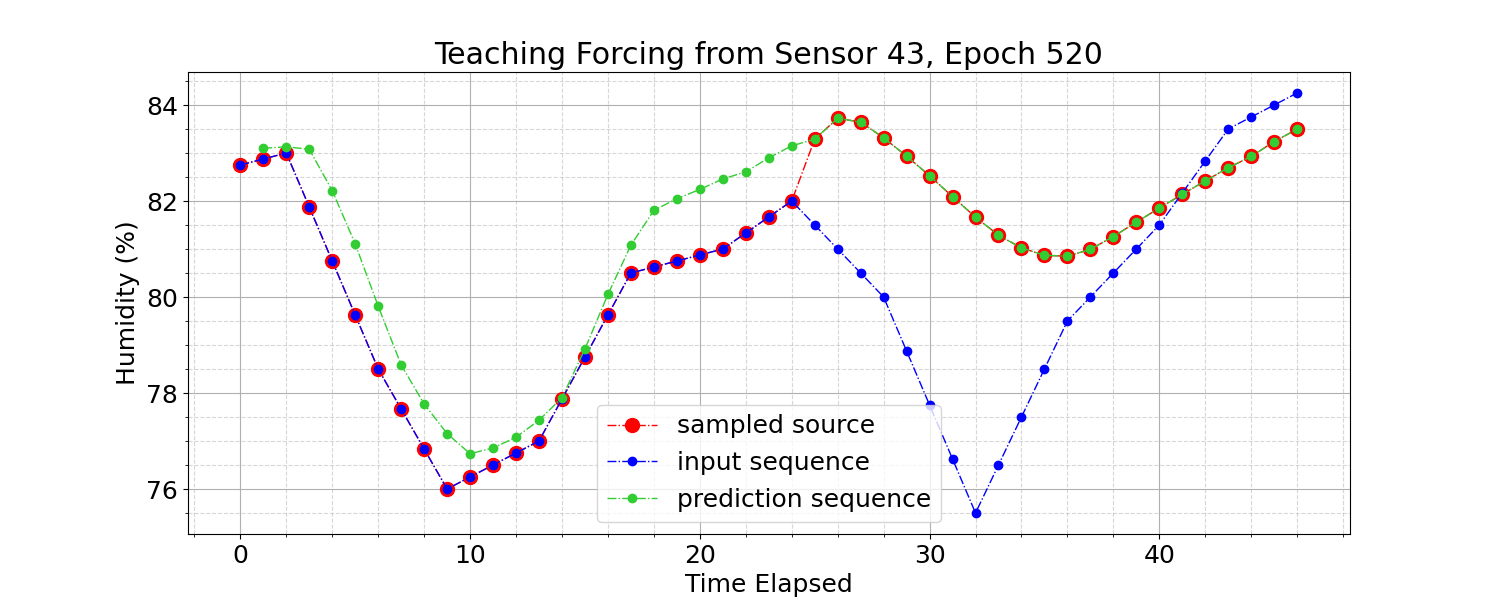 Teaching Forcing from Sensor 43, Epoch 520
Humidity (%)
84
82
80
78
76
sampled source
input sequence
prediction sequence
0 10 20 30 40
Time Elapsed